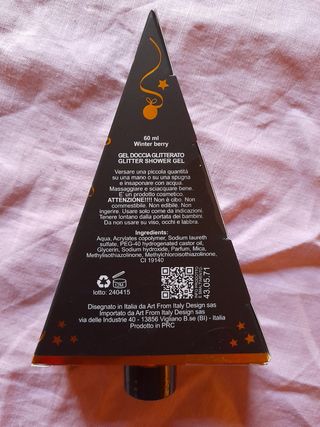 60 ml
Winter berry
GEL DOCCIA GLITTERATO
GLITTER SHOWER GEL
Versare una piccola quantità
su una mano o su una spugna
e insaponare con acqua.
Massaggiare e sciacquare bene.
E' un prodotto cosmetico.
ATTENZIONE!!!! Non è cibo. Non
commestibile. Non edibile. Non
ingerire. Usare solo come da indicazioni.
Tenere lontano dalla portata dei bambini.
Da non usare su viso, occhi e labbra.
Ingredients:
Aqua, Acrylates copolymer, Sodium laureth
sulfate, PEG-40 hydrogenated castor oil,
Glycerin, Sodium hydroxide, Parfum, Mica,
Methylisothiazolinone, Methylchloroisothiazolinone,
CI 19140
12M
lotto: 240415
43.05.71
Disegnato in Italia da Art From Italy Design sas
Importato da Art From Italy Design sas
via delle Industrie 40 - 13856 Vigliano B.se (BI) - Italia
Prodotto in PRC